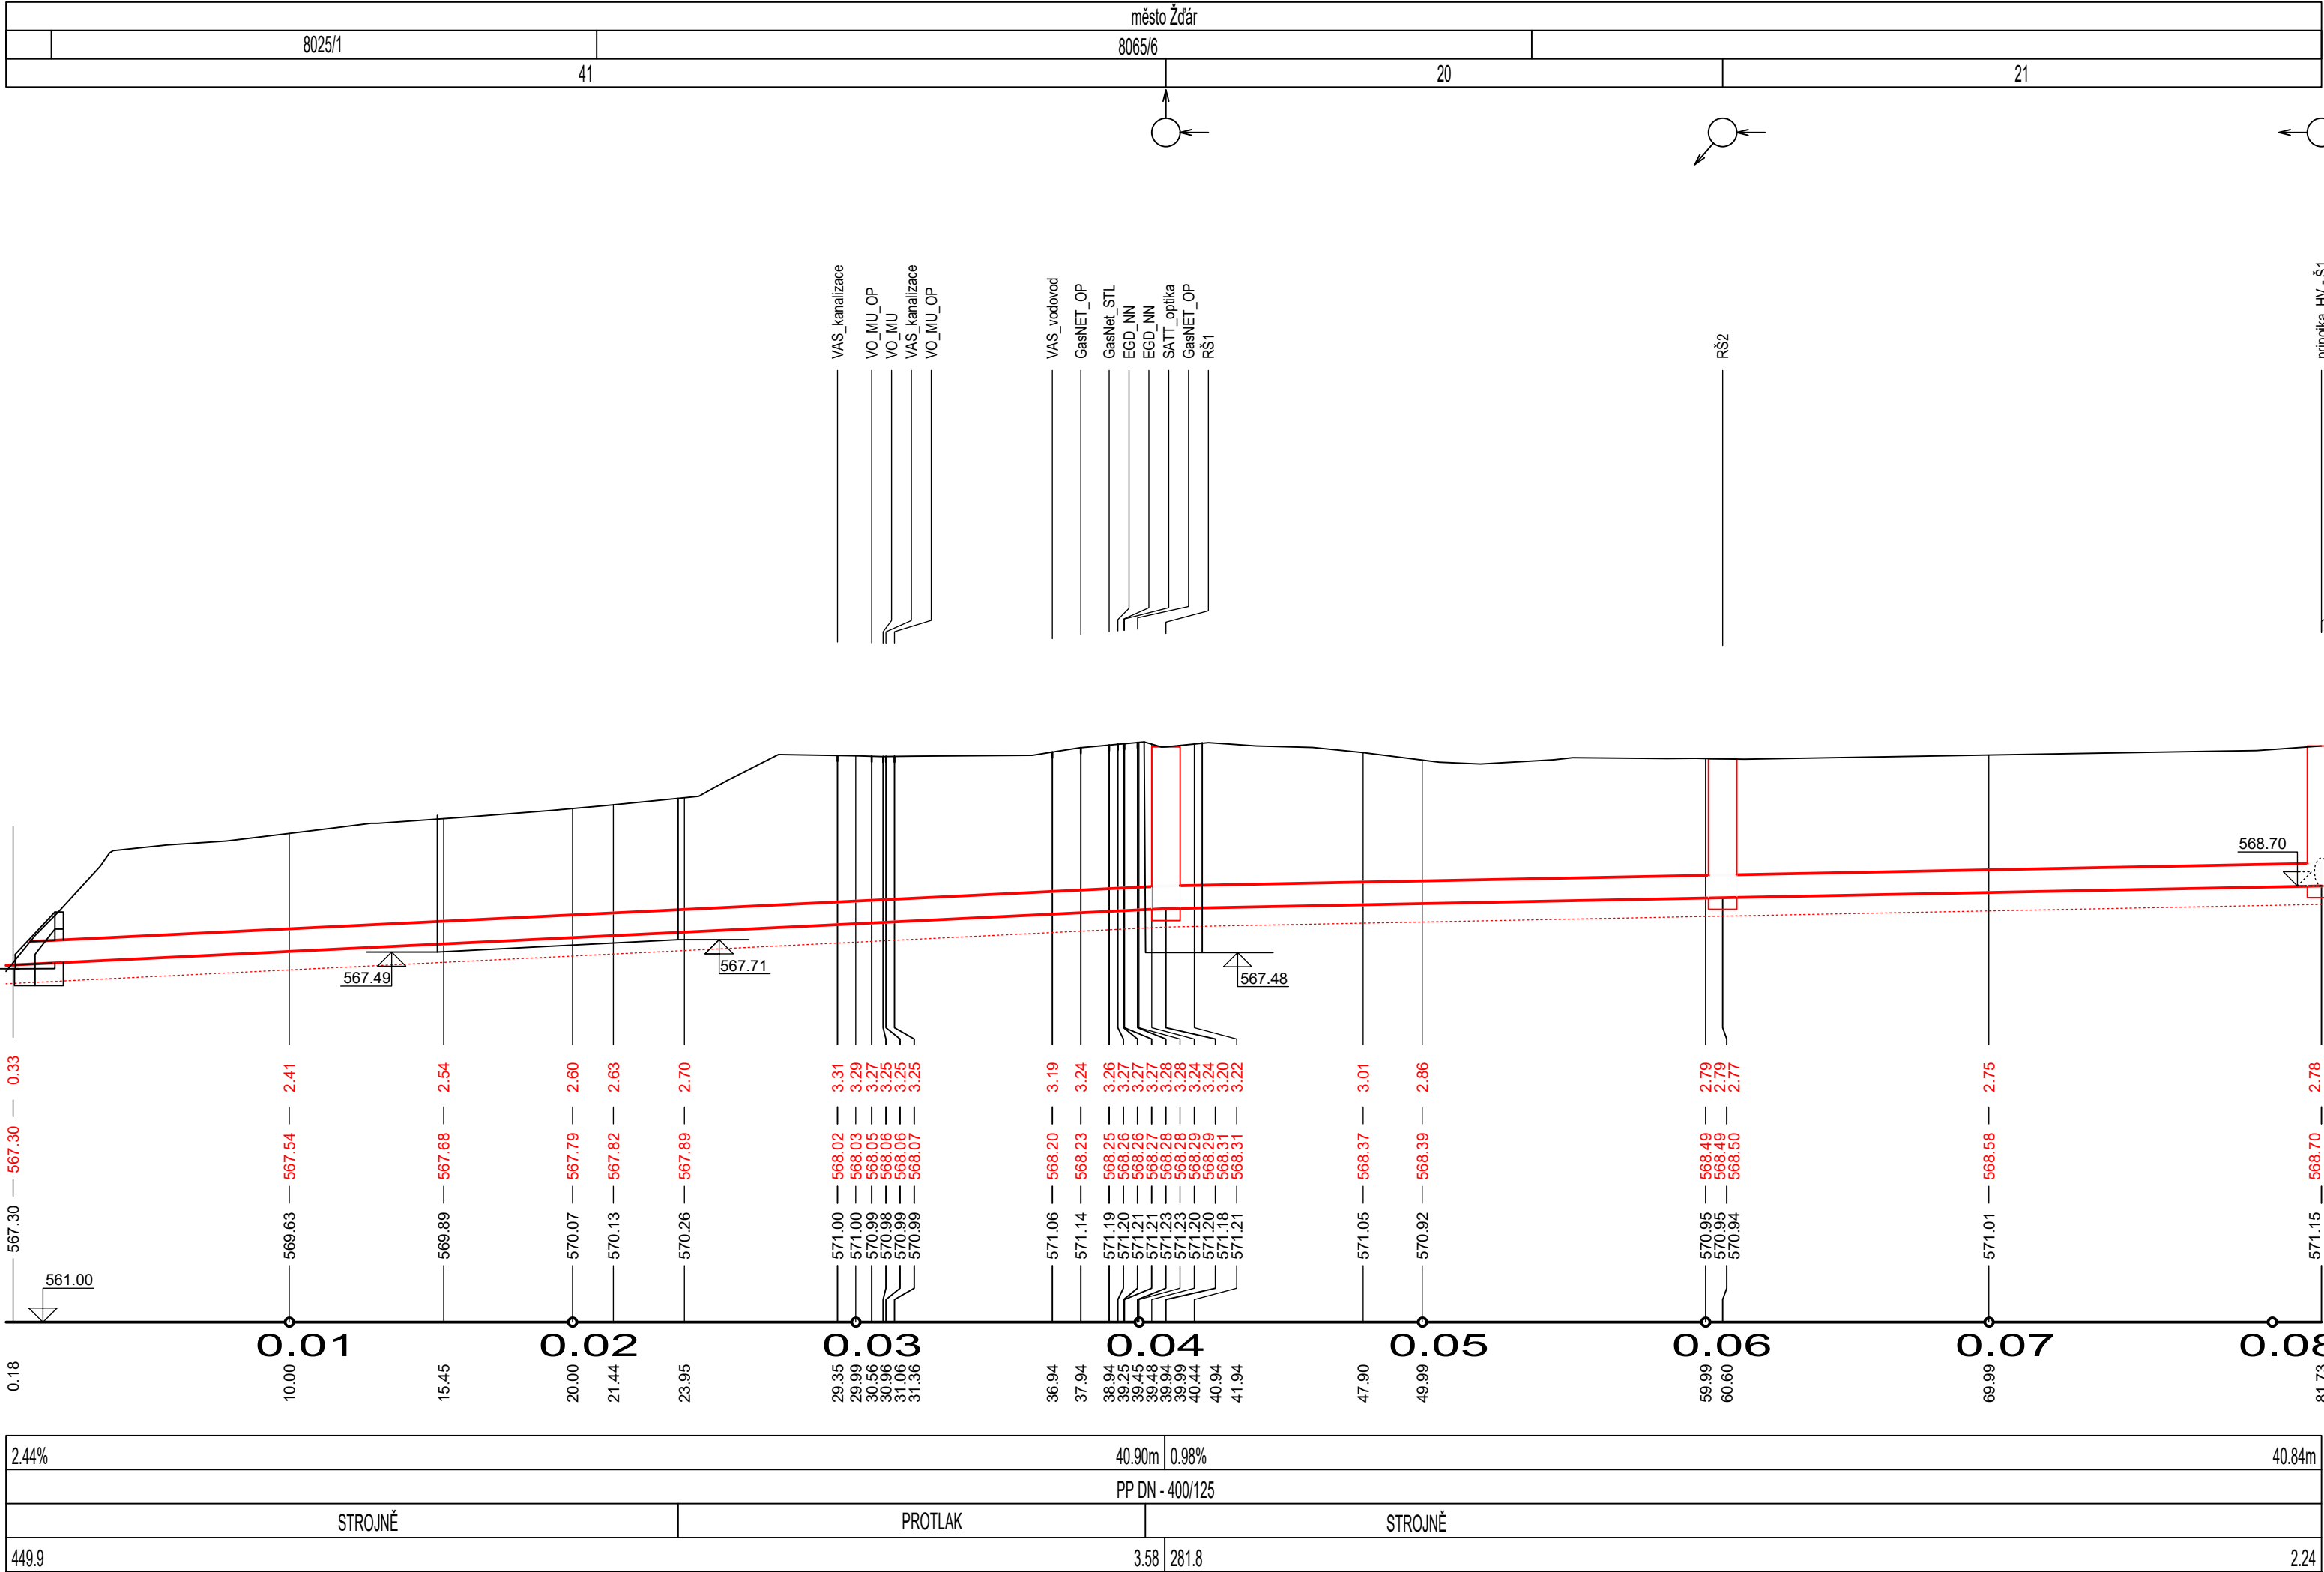 město Žďár
8025/1
8065/6
41
20
21
VAS_kanalizace
VO_MU_OP
VO_MU
VAS_kanalizace
VO_MU_OP
VAS_vodovod
GasNET_OP
GasNet_STL
EGD_NN
EGD_NN
SATT_optika
GasNET_OP
RŠ1
RŠ2
přípojka_HV - Š1
568.70
567.49
567.71
567.48
0.33 2.41 2.54 2.60 2.63 2.70 3.31 3.29 3.27 3.25 3.25 3.25 3.19 3.24 3.26 3.27 3.27 3.27 3.28 3.28 3.24 3.24 3.20 3.22 3.01 2.86 2.79 2.79 2.77 2.75 2.78
567.30 567.54 567.68 567.79 567.82 567.89 568.02 568.03 568.05 568.06 568.06 568.07 568.20 568.23 568.25 568.26 568.26 568.27 568.28 568.28 568.29 568.29 568.31 568.31 568.37 568.39 568.49 568.49 568.50 568.58 568.70
567.30 569.63 569.89 570.07 570.13 570.26 571.00 571.00 570.99 570.98 570.99 570.99 571.06 571.14 571.19 571.20 571.21 571.21 571.23 571.23 571.20 571.20 571.18 571.21 571.05 570.92 570.95 570.95 570.94 571.01 571.15
561.00
0.01 0.02 0.03 0.04 0.05 0.06 0.07 0.08
0.18 10.00 15.45 20.00 21.44 23.95 29.35 29.99 30.56 30.96 31.06 31.36 36.94 37.94 38.94 39.25 39.45 39.48 39.94 39.99 40.44 40.94 41.94 47.90 49.99 59.99 60.60 69.99 81.73
2.44% 40.90m 0.98% 40.84m
PP DN - 400/125
STROJNĚ PROTLAK STROJNĚ
449.9 3.58 281.8 2.24